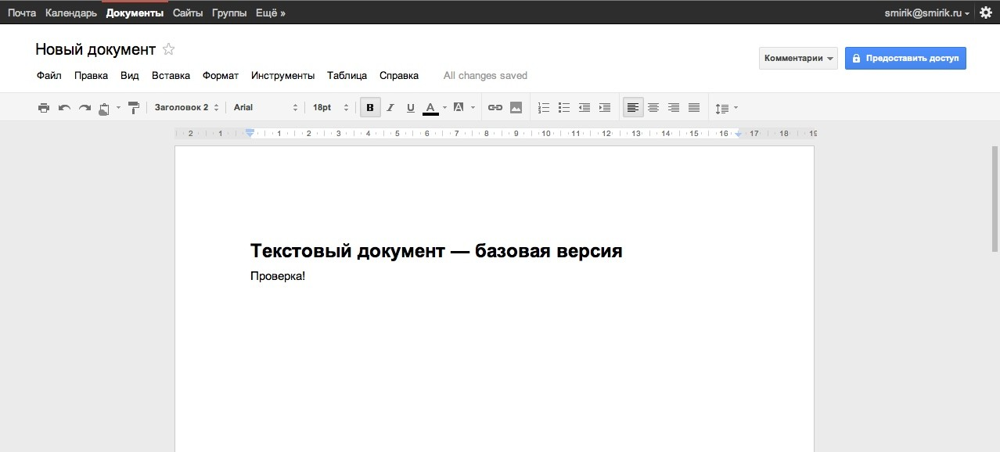 Почта Календарь Документы Сайты Группы Ещё » smirik@smirik.ru
Новый документ
Комментарии Предоставить доступ
Файл Правка Вид Вставка Формат Инструменты Таблица Справка All changes saved
Заголовок 2 Arial 18pt B I U A A
2 1 1 2 3 4 5 6 7 8 9 10 11 12 13 14 15 16 17 18 19
Текстовый документ — базовая версия
Проверка!